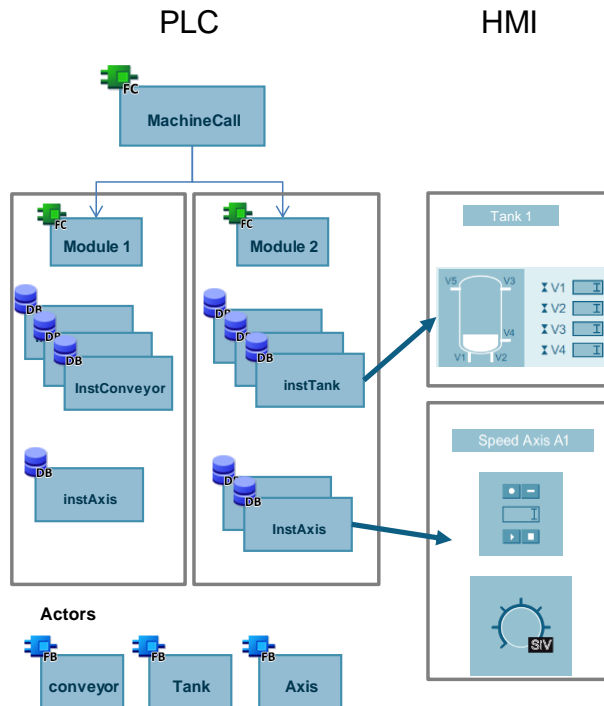 PLC
HMI
FC
MachineCall
FC
Module 1
FC
Module 2
Tank 1
V5
V3
V4
V1
V2
V1
V2
V3
V4
DB
DB
DB
InstConveyor
DB
DB
DB
instTank
DB
instAxis
DB
DB
InstAxis
Speed Axis A1
SIV
Actors
FB
conveyor
FB
Tank
FB
Axis